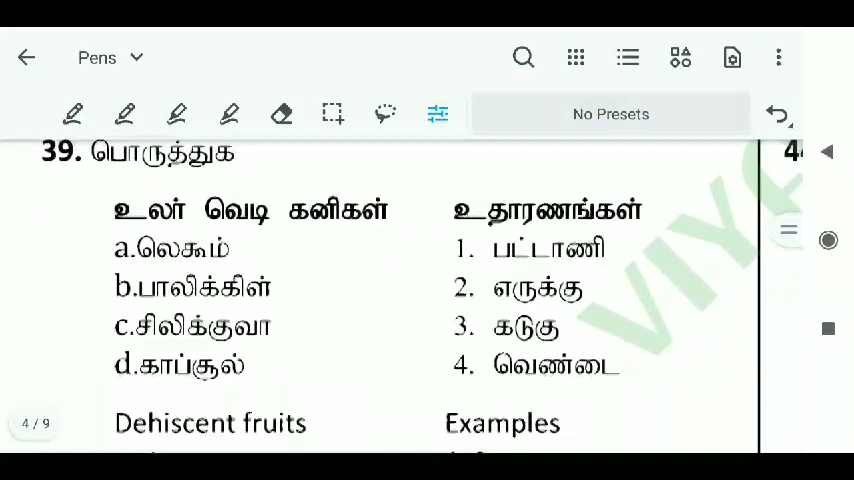 Pens
No Presets
39. பொருத்துக
உலர் வெடி கனிகள் உதாரணங்கள்
a.லெகூம் 1. பட்டாணி
b.பாலிக்கிள் 2. எருக்கு
c.சிலிக்குவா 3. கடுகு
d.காப்சூல் 4. வெண்டை
4 / 9
Dehiscent fruits Examples